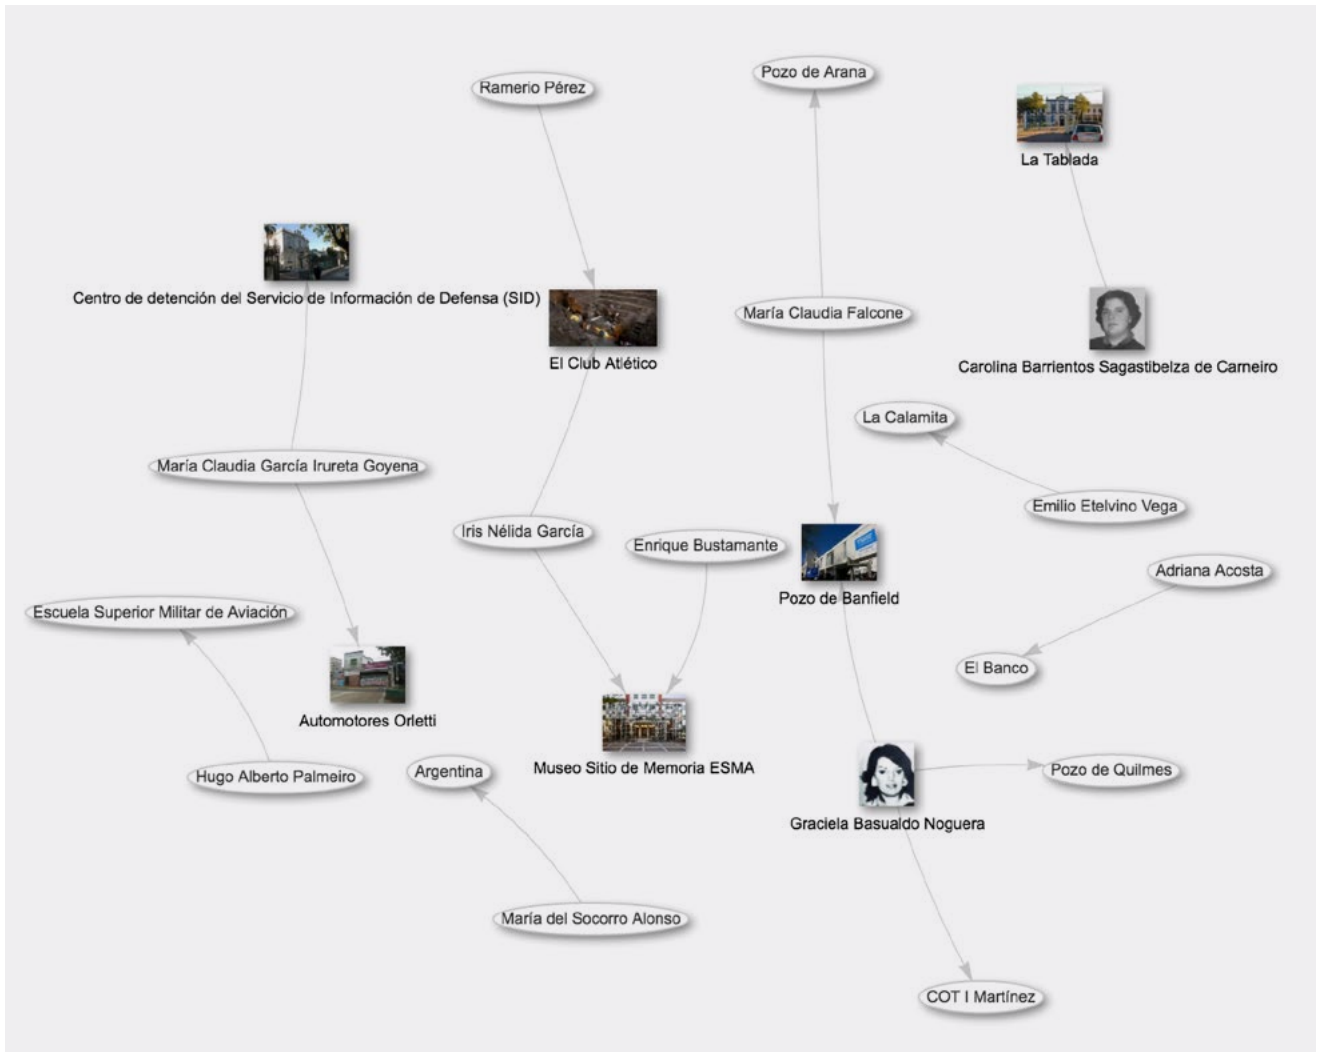 Pozo de Arana
Ramerio Pérez
La Tablada
Centro de detención del Servicio de Información de Defensa (SID)
María Claudia Falcone
El Club Atlético
Carolina Barrientos Sagastibelza de Carneiro
La Calamita
María Claudia García Irureta Goyena
Emilio Etelvino Vega
Iris Nélida García
Enrique Bustamante
Adriana Acosta
Pozo de Banfield
Escuela Superior Militar de Aviación
El Banco
Automotores Orletti
Museo Sitio de Memoria ESMA
Pozo de Quilmes
Argentina
Hugo Alberto Palmeiro
Graciela Basualdo Noguera
María del Socorro Alonso
COT I Martínez